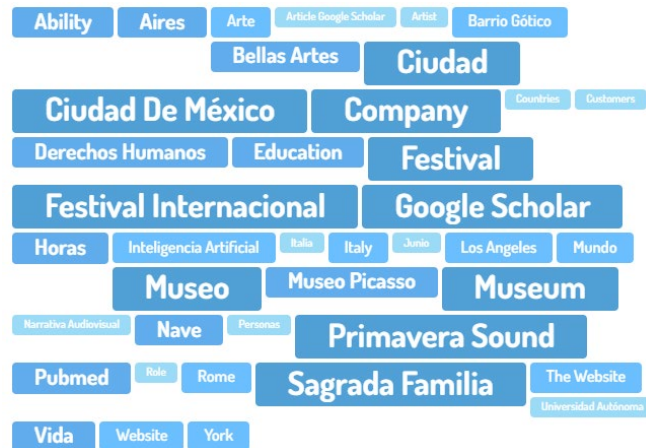 Ability Aires Arte Article Google Scholar Artist Barrio Gótico
Bellas Artes Ciudad
Ciudad De México Company Countries Customers
Derechos Humanos Education Festival
Festival Internacional Google Scholar
Horas Inteligencia Artificial Italia Italy Junio Los Angeles Mundo
Museo Museo Picasso Museum
Narrativa Audiovisual Nave Personas Primavera Sound
Pubmed Role Rome Sagrada Familia The Website
Universidad Autónoma
Vida Website York